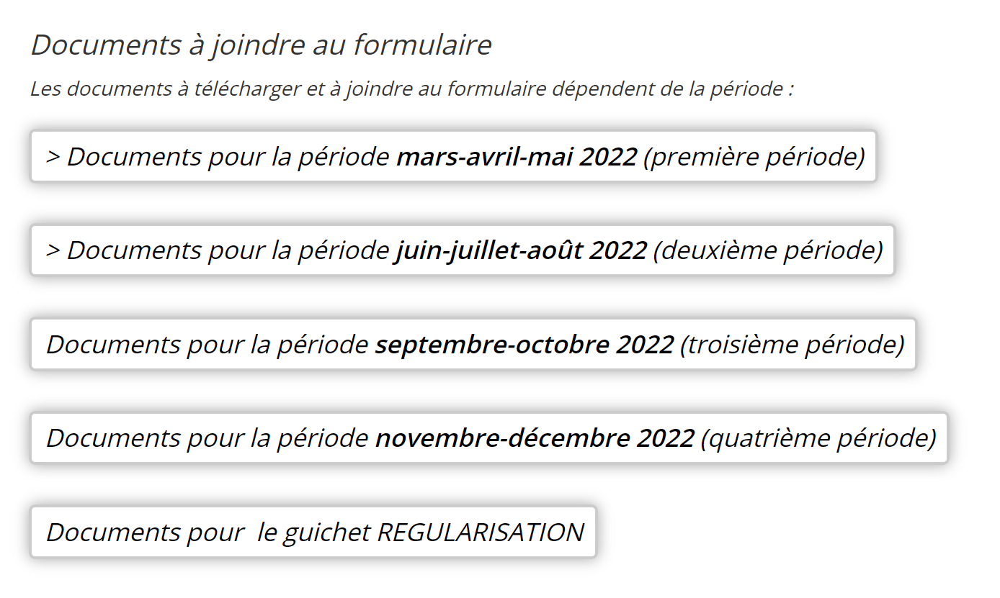 Documents à joindre au formulaire
Les documents à télécharger et à joindre au formulaire dépendent de la période :
> Documents pour la période mars-avril-mai 2022 (première période)
> Documents pour la période juin-juillet-août 2022 (deuxième période)
Documents pour la période septembre-octobre 2022 (troisième période)
Documents pour la période novembre-décembre 2022 (quatrième période)
Documents pour  le guichet REGULARISATION